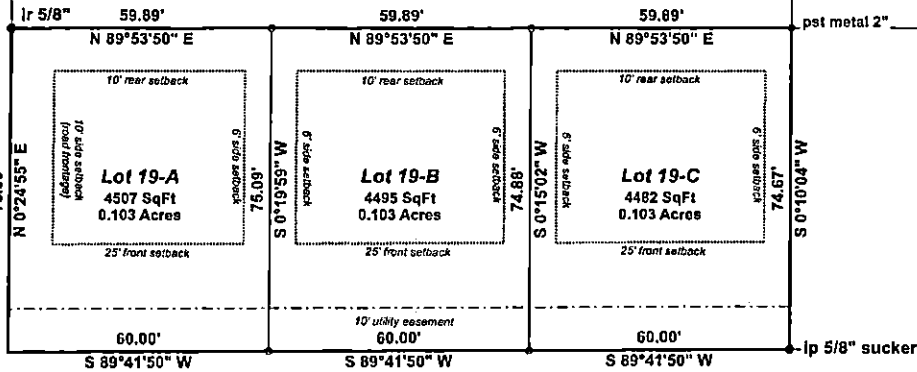 Ir 5/8"
59.89'
59.89'
59.89'
pst metal 2"
N 89°53'50" E
N 89°53'50" E
N 89°53'50" E
10' rear setback
10' rear setback
10' rear setback
N 0°24'55" E
10' side setback
(road frontage)
Lot 19-A
4507 SqFt
0.103 Acres
6' side setback
75.09'
S 0°19'59" W
6' side setback
Lot 19-B
4495 SqFt
0.103 Acres
6' side setback
74.88'
S 0°15'02" W
6' side setback
Lot 19-C
4482 SqFt
0.103 Acres
6' side setback
74.67'
S 0°10'04" W
25' front setback
25' front setback
25' front setback
10' utility easement
60.00'
60.00'
60.00'
S 89°41'50" W
S 89°41'50" W
S 89°41'50" W
Ip 5/8" sucker